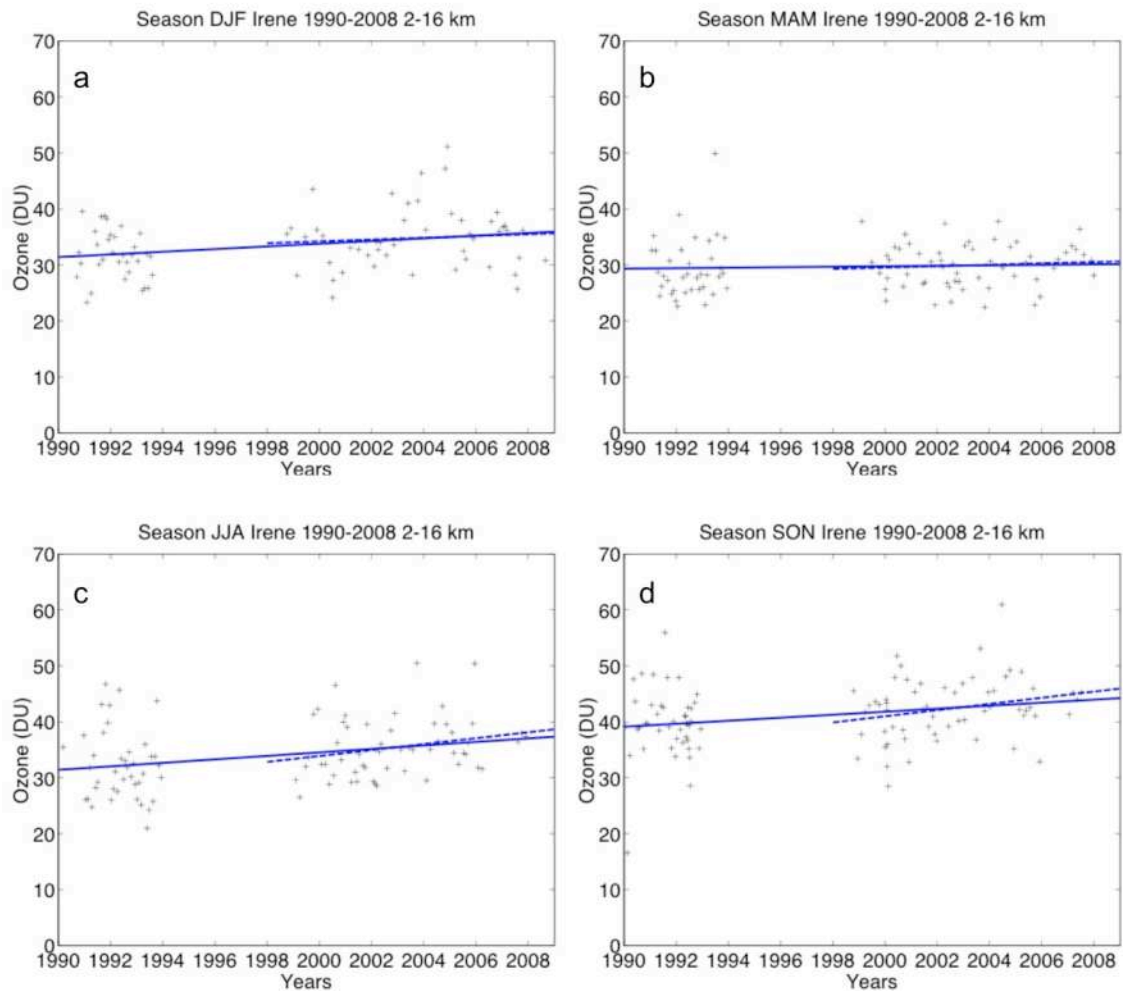 Season DJF Irene 1990-2008 2-16 km
a
70
60
50
40
30
20
10
0
Ozone (DU)
1990 1992 1994 1996 1998 2000 2002 2004 2006 2008
Years
Season MAM Irene 1990-2008 2-16 km
b
70
60
50
40
30
20
10
0
Ozone (DU)
1990 1992 1994 1996 1998 2000 2002 2004 2006 2008
Years
Season JJA Irene 1990-2008 2-16 km
c
70
60
50
40
30
20
10
0
Ozone (DU)
1990 1992 1994 1996 1998 2000 2002 2004 2006 2008
Years
Season SON Irene 1990-2008 2-16 km
d
70
60
50
40
30
20
10
0
Ozone (DU)
1990 1992 1994 1996 1998 2000 2002 2004 2006 2008
Years